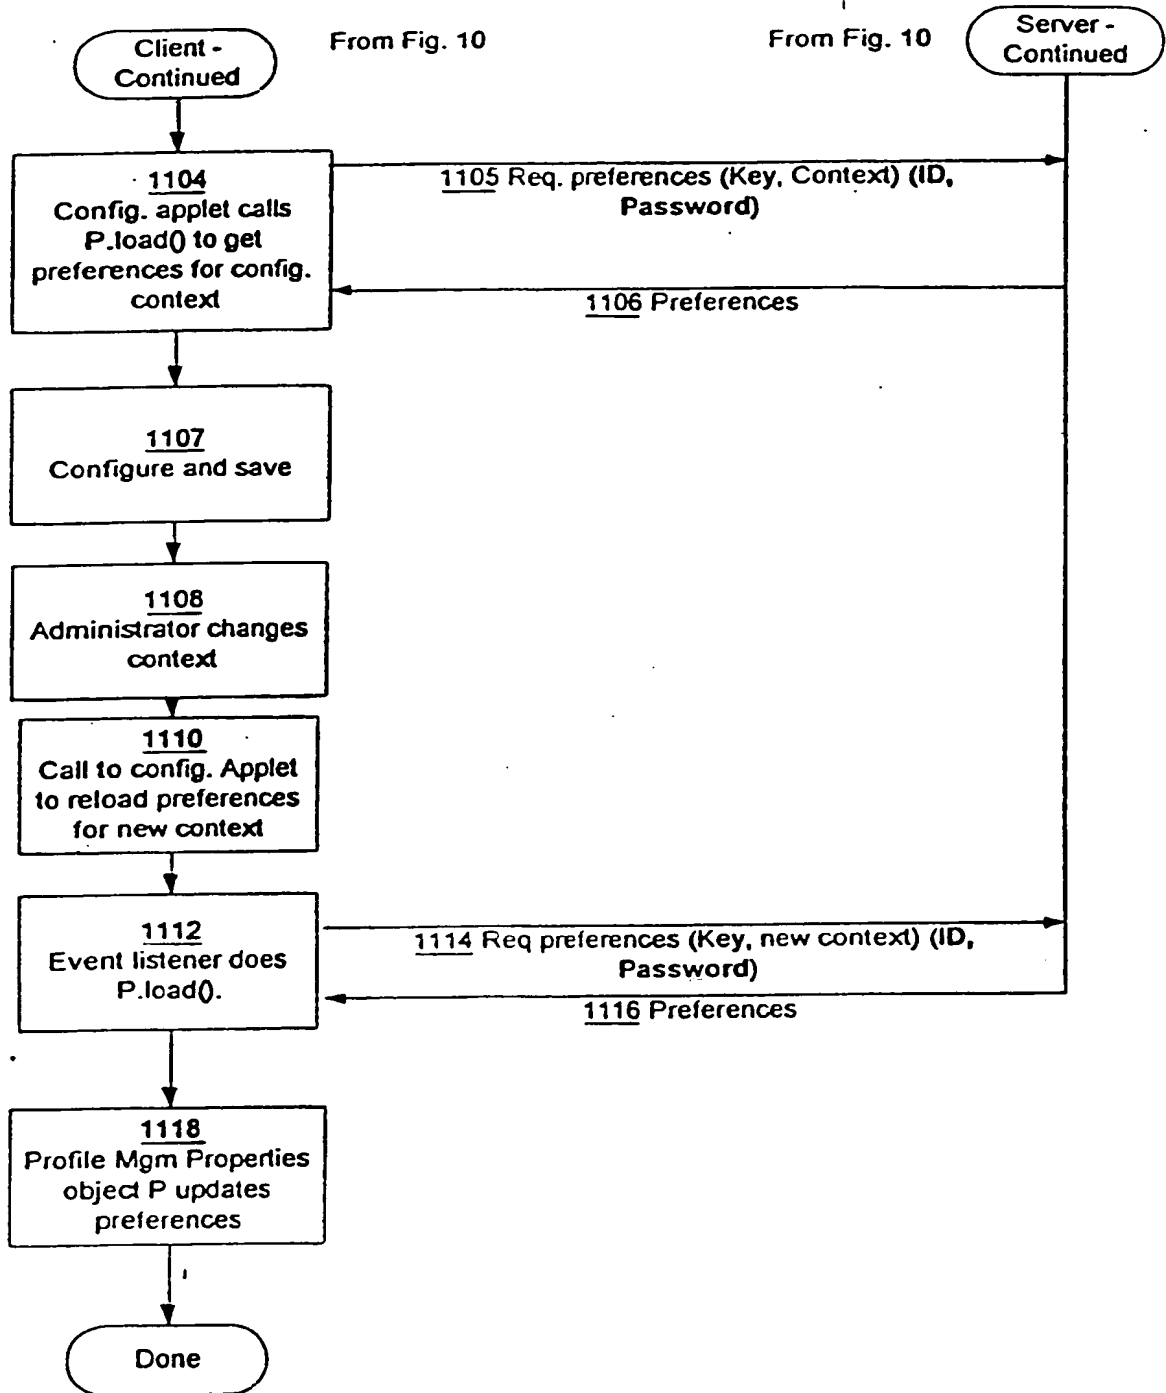 Client -
Continued
From Fig. 10
From Fig. 10
Server -
Continued
1104
Config. applet calls
P.load() to get
preferences for config.
context
1105 Req. preferences (Key, Context) (ID,
Password)
1106 Preferences
1107
Configure and save
1108
Administrator changes
context
1110
Call to config. Applet
to reload preferences
for new context
1112
Event listener does
P.load().
1114 Req preferences (Key, new context) (ID,
Password)
1116 Preferences
1118
Profile Mgm Properties
object P updates
preferences
Done